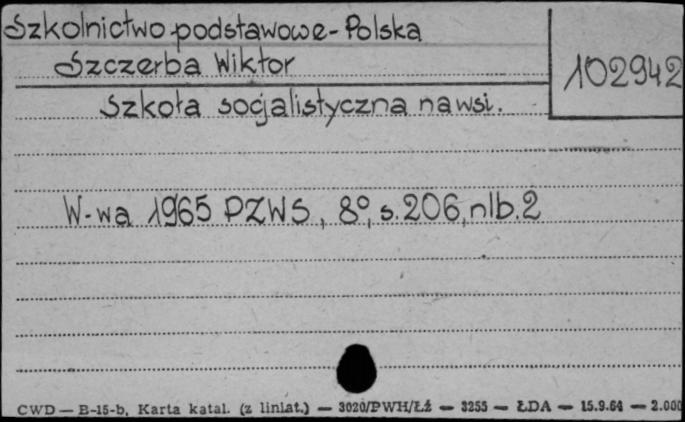 Szkolnictwo podstawowe - Polska
Szczerba Wiktor
102942
Szkoła socjalistyczna na wsi.
W-wa 1965 PZWS, 8°, s. 206, nlb. 2
CWD — B-15-b, Karta katal. (z liniat.) — 3020/PWH/Łż — 3255 — ŁDA — 15.9.64 — 2.000